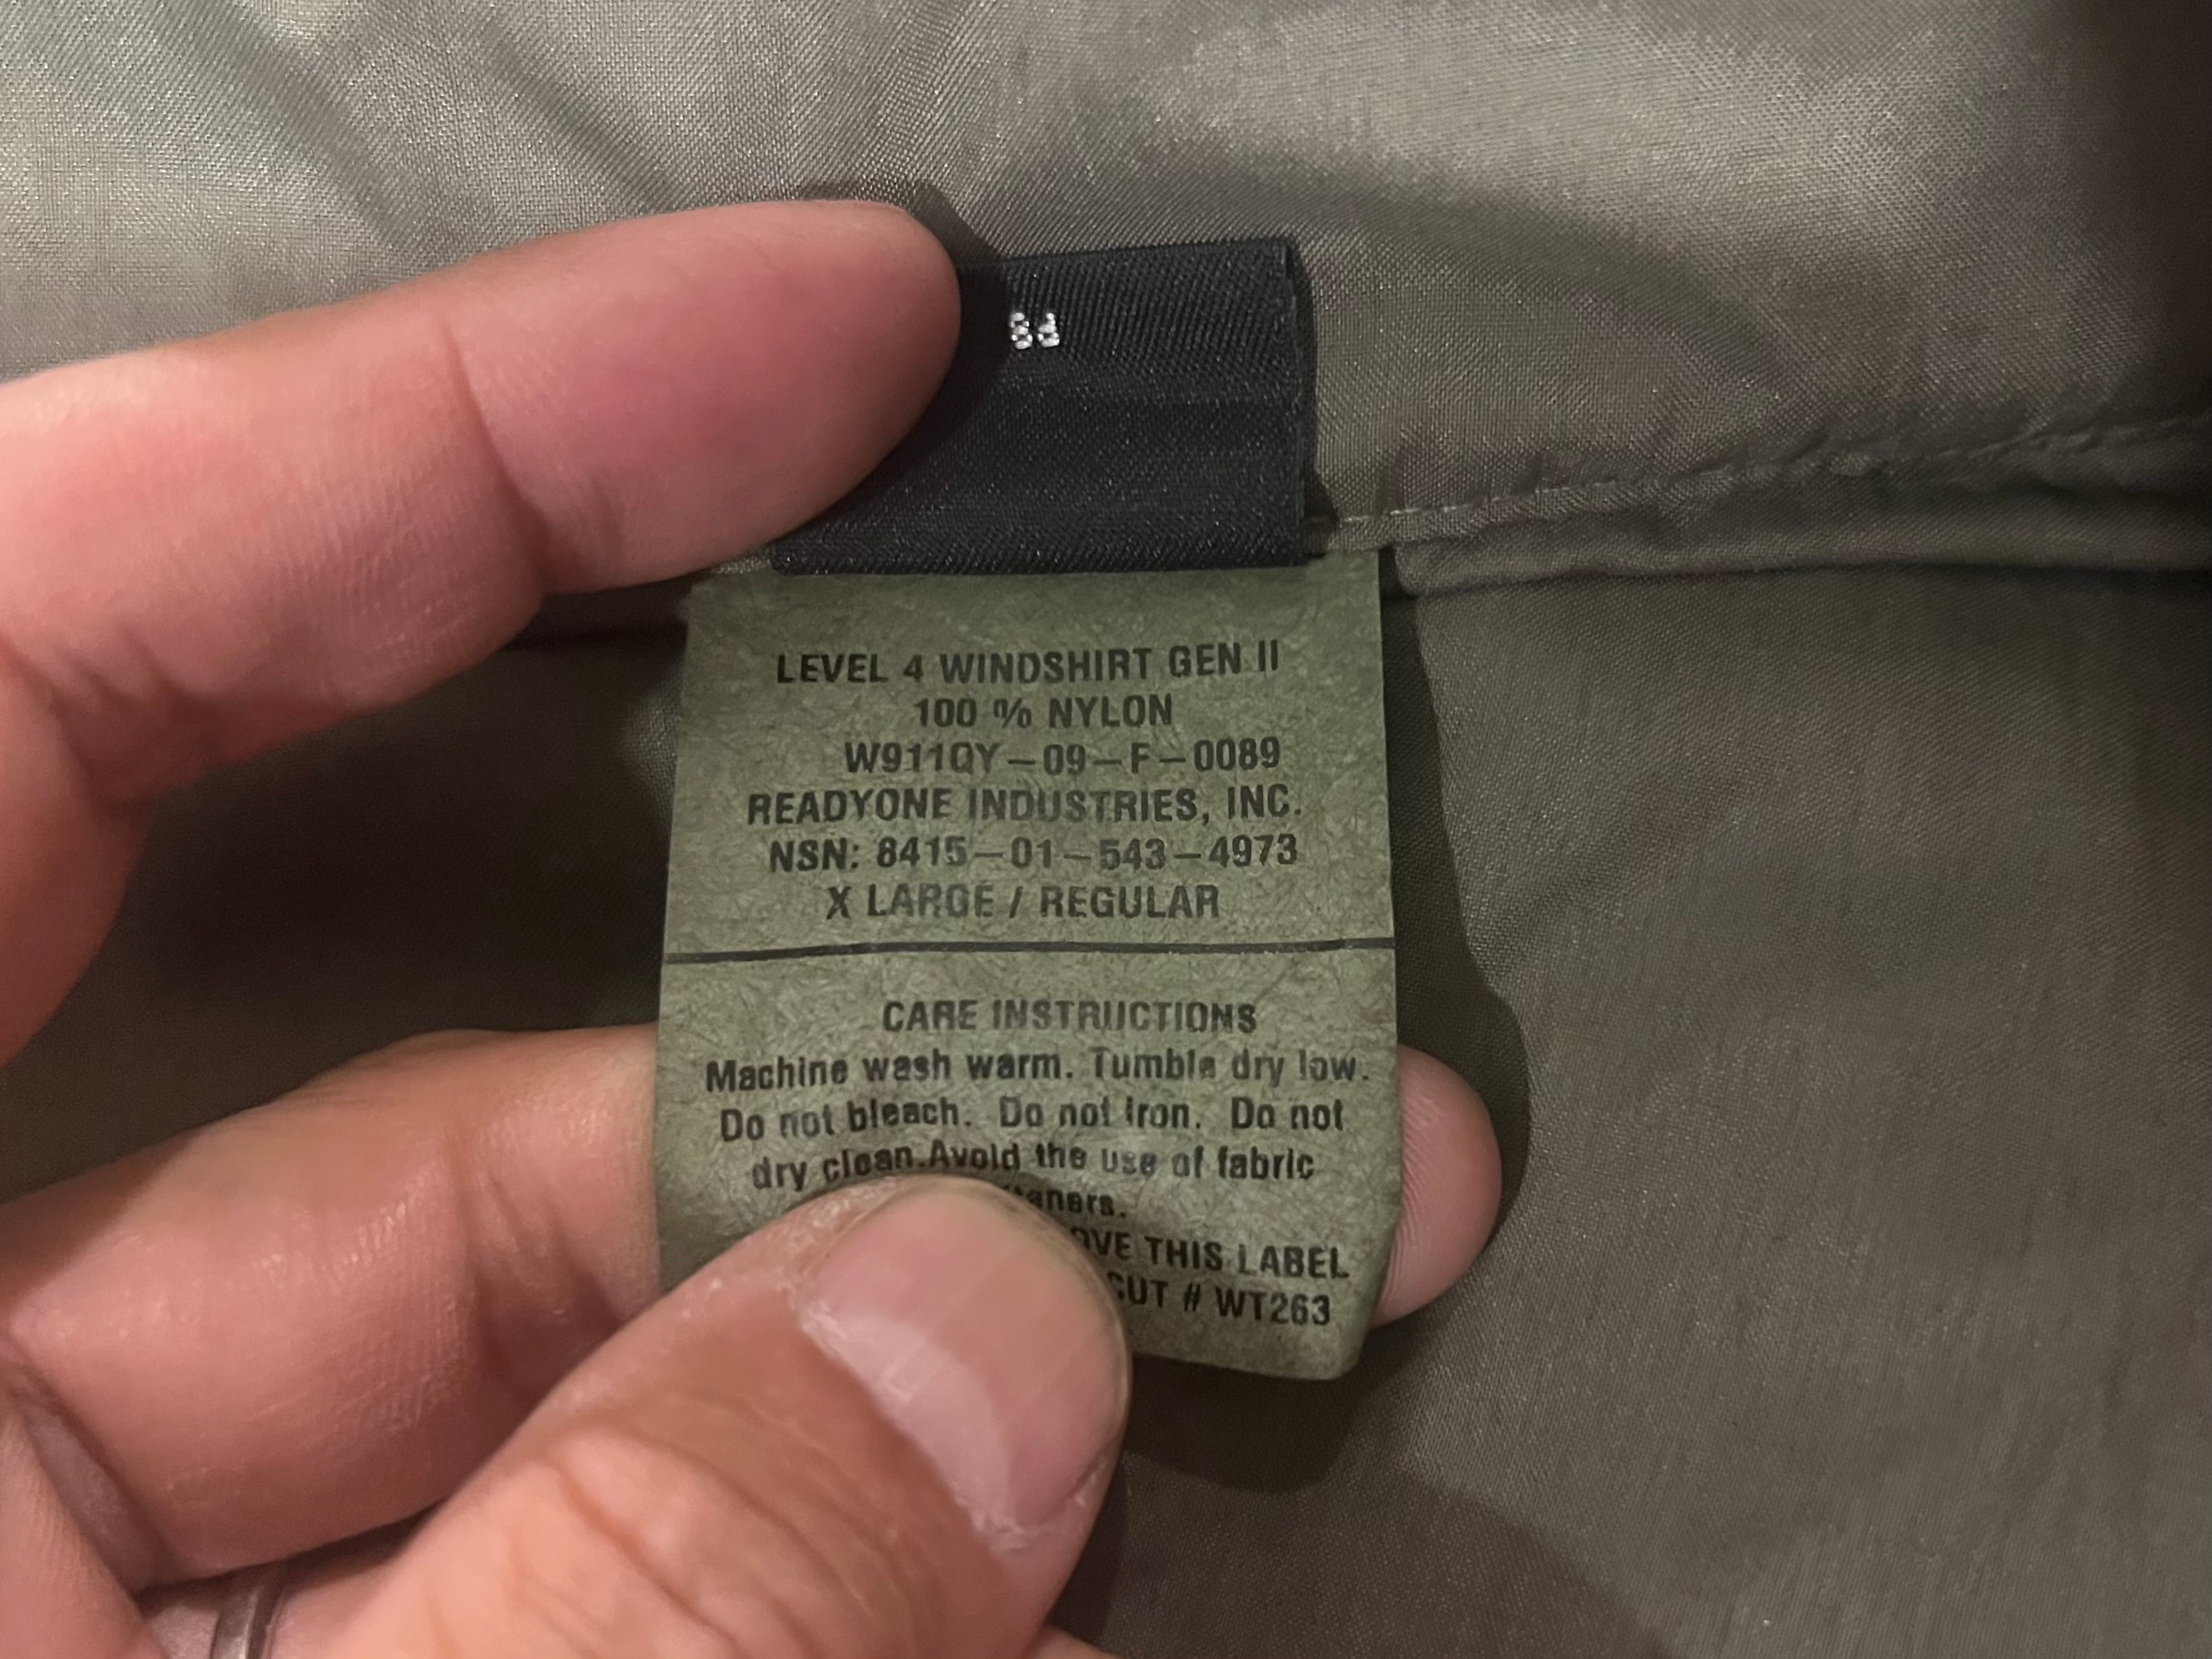 LEVEL 4 WINDSHIRT GEN II
100 % NYLON
W911QY-09-F-0089
READYONE INDUSTRIES, INC.
NSN: 8415-01-543-4973
X LARGE / REGULAR
CARE INSTRUCTIONS
Machine wash warm. Tumble dry low.
Do not bleach. Do not Iron. Do not
dry clean.Avoid the use of fabric
THIS LABEL
CUT # WT263